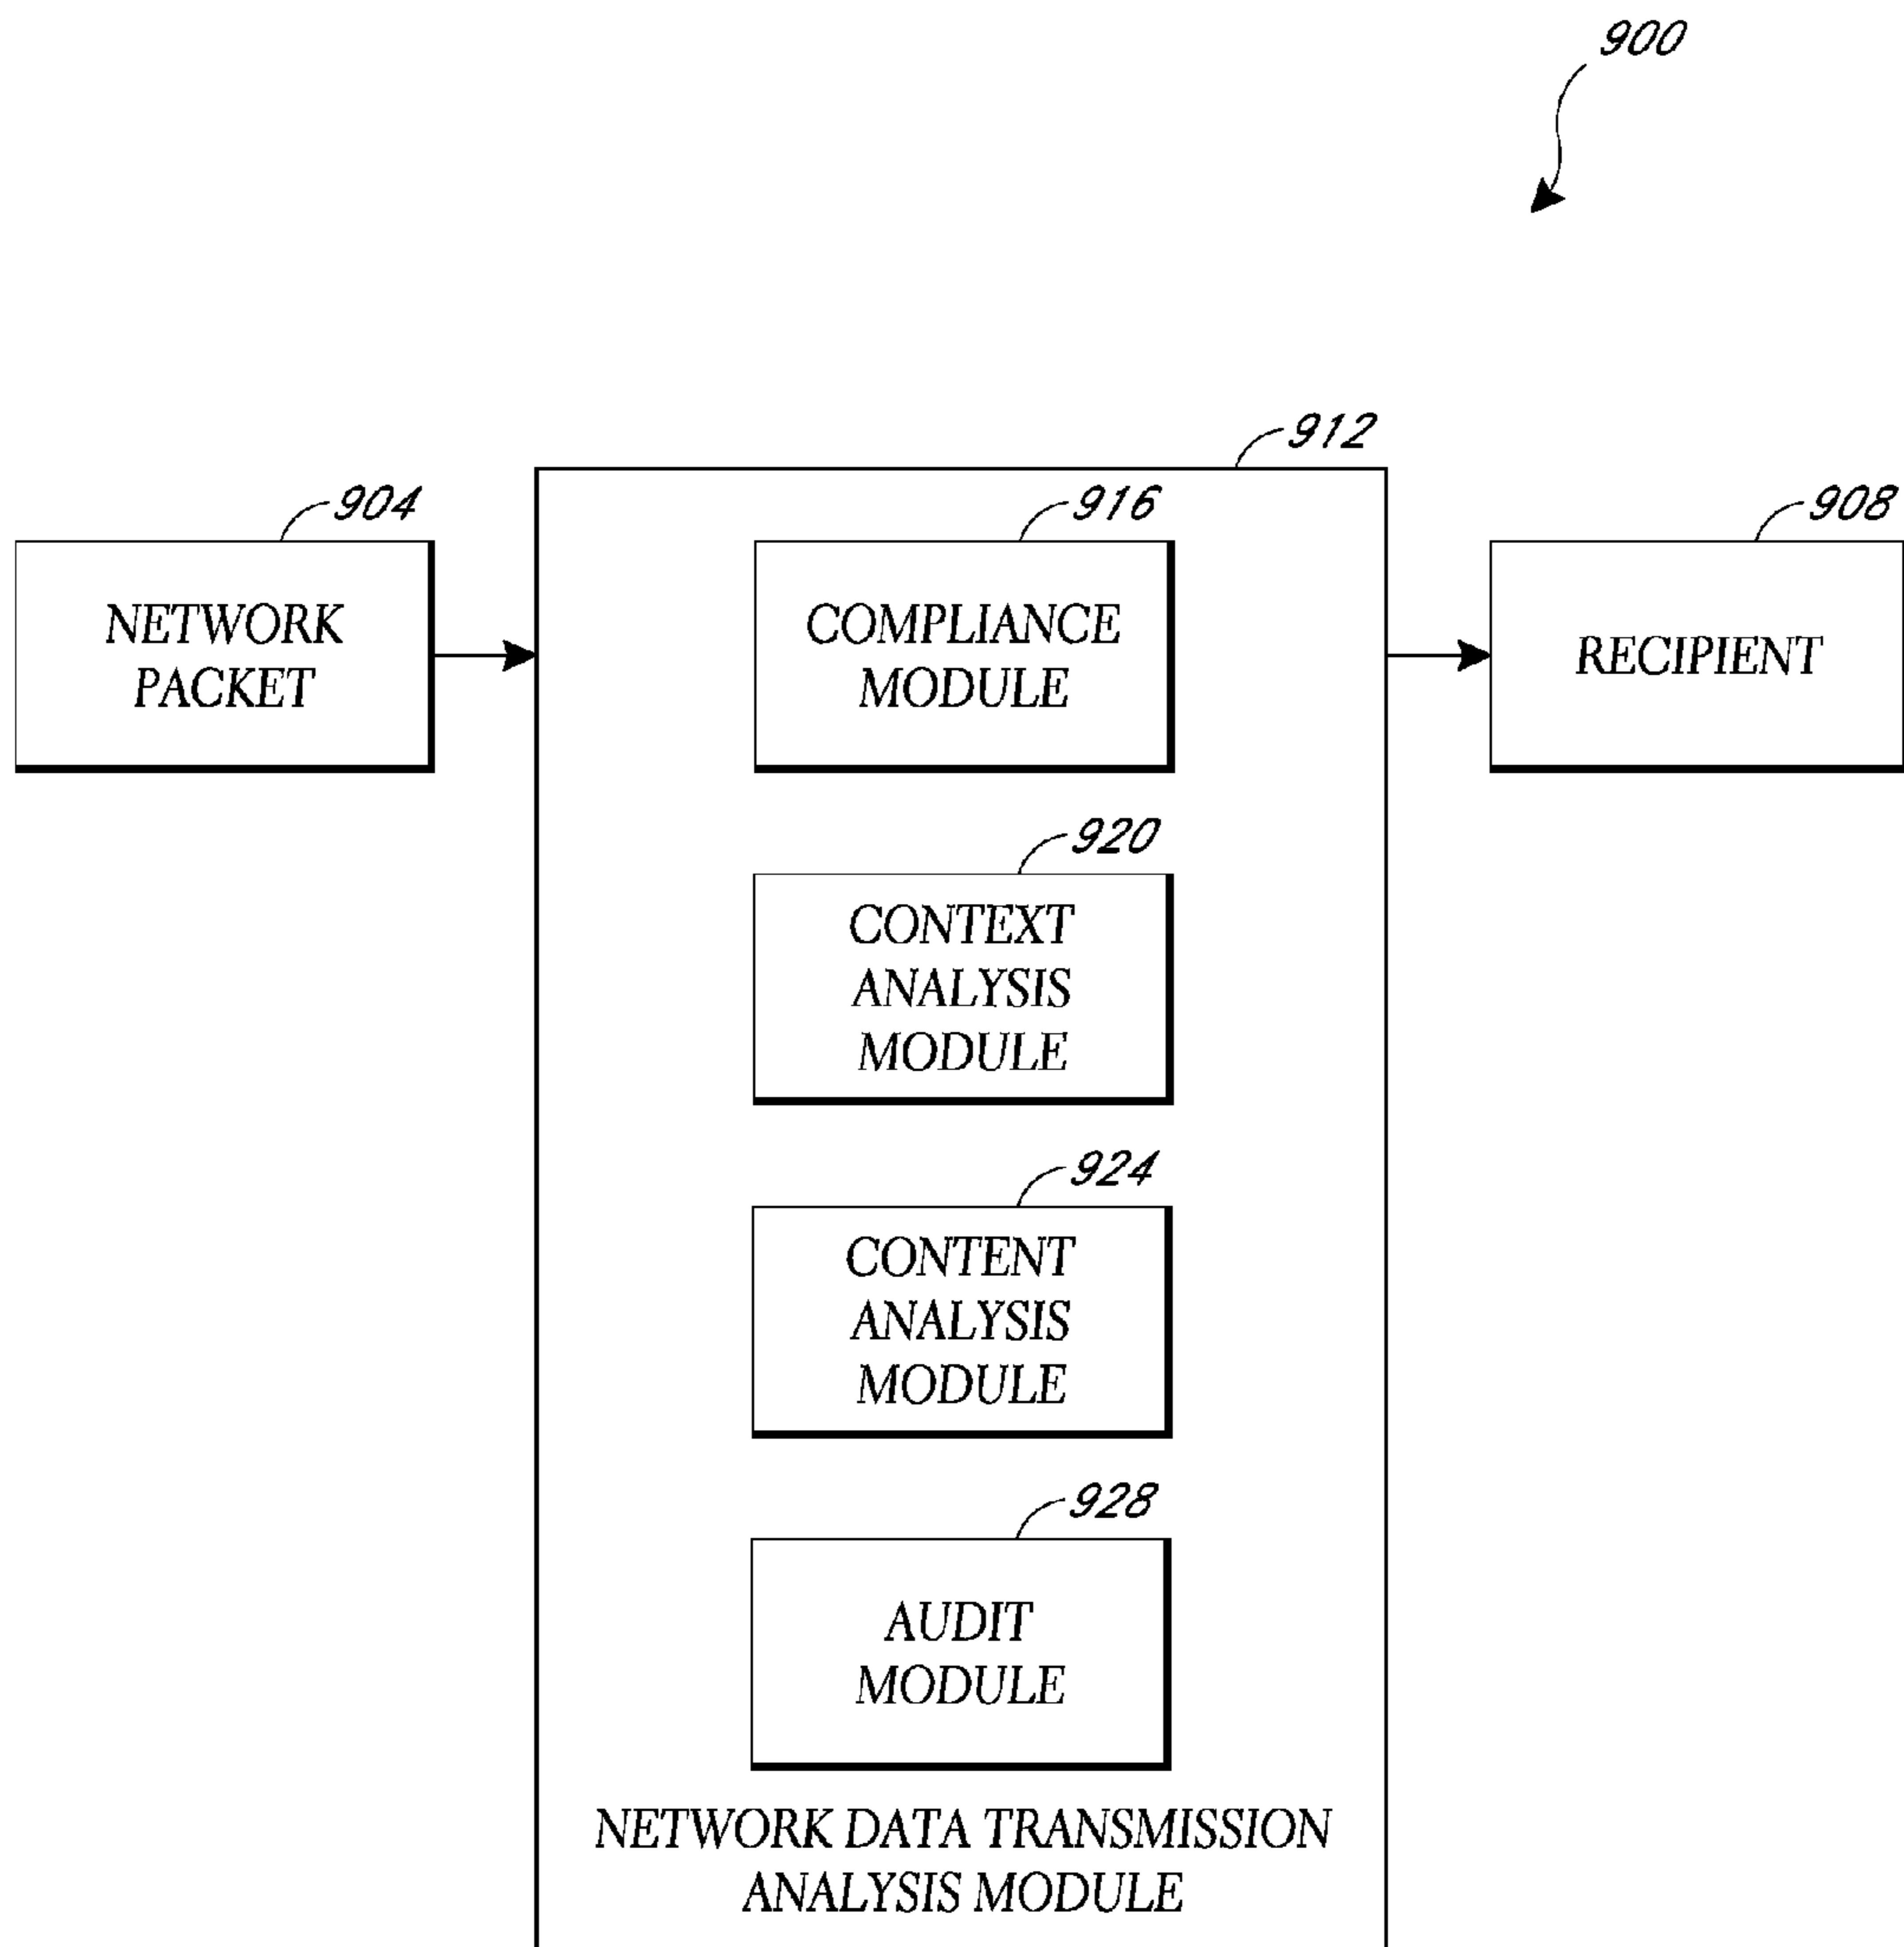 900
912
904
NETWORK
PACKET
916
COMPLIANCE
MODULE
908
RECIPIENT
920
CONTEXT
ANALYSIS
MODULE
924
CONTENT
ANALYSIS
MODULE
928
AUDIT
MODULE
NETWORK DATA TRANSMISSION
ANALYSIS MODULE